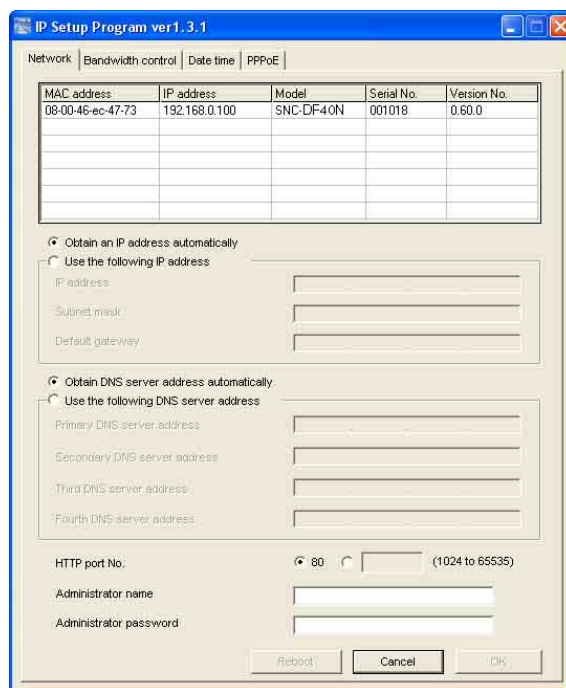 IP Setup Program ver1.3.1
Network Bandwidth control Date time PPPoE
MAC address IP address Model Serial No. Version No.
08-00-46-ec-47-73 192.168.0.100 SNC-DF40N 001018 0.60.0
Obtain an IP address automatically
Use the following IP address
IP address
Subnet mask
Default gateway
Obtain DNS server address automatically
Use the following DNS server address
Primary DNS server address
Secondary DNS server address
Third DNS server address
Fourth DNS server address
HTTP port No. 80 (1024 to 65535)
Administrator name
Administrator password
Reboot Cancel OK